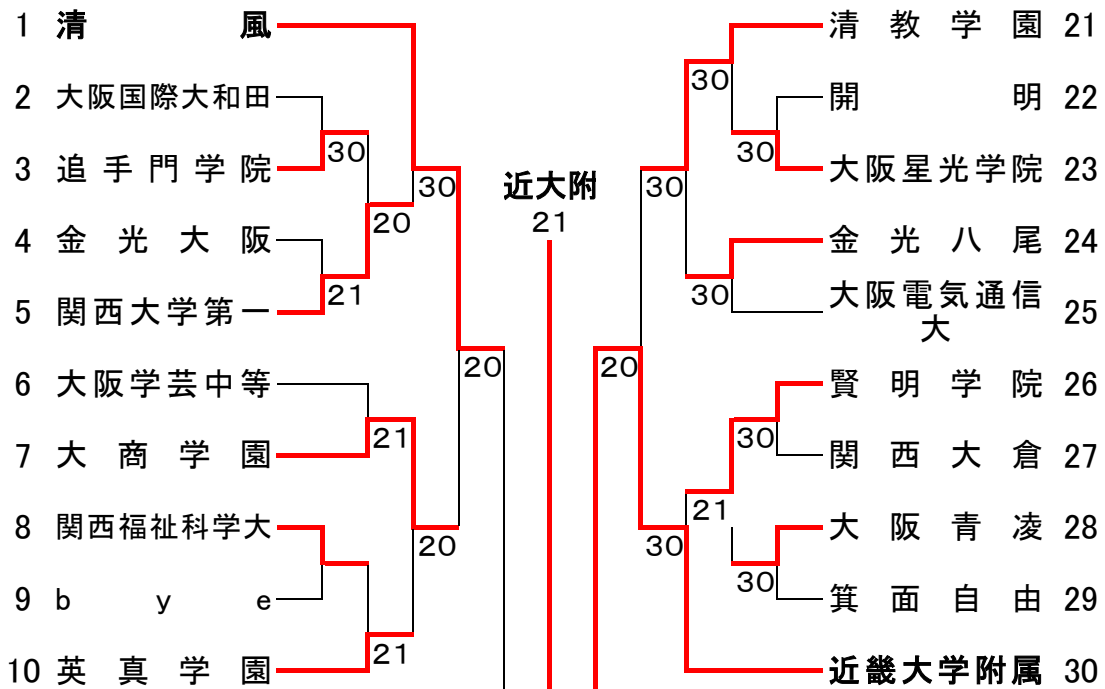 1 清風
2 大阪国際大和田
3 追手門学院
4 金光大阪
5 関西大学第一
6 大阪学芸中等
7 大商学園
8 関西福祉科学大
9 bye
10 英真学園
30
20
21
30
21
20
21
20
近大附
21
清教学園 21
開明 22
大阪星光学院 23
金光八尾 24
大阪電気通信
大 25
賢明学院 26
関西大倉 27
大阪青凌 28
箕面自由 29
近畿大学附属 30
30
30
30
30
20
30
21
30
30